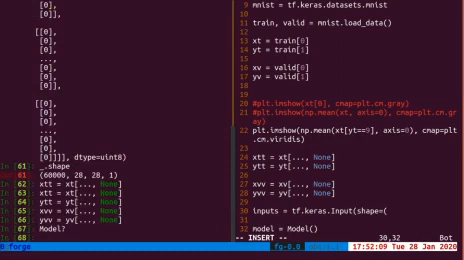 [0],
[0]],
[[0],
[0],
[0],
...,
[0],
[0],
[0]],
[[0],
[0],
[0],
...,
[0],
[0],
[0]]]], dtype=uint8)
In [61]: _.shape
Out[61]: (60000, 28, 28, 1)
In [62]: xtt = xt[..., None]
In [63]: xtt = xt[..., None]
In [64]: ytt = yt[..., None]
In [65]: xvv = xv[..., None]
In [66]: yvv = yv[..., None]
In [67]: Model?
In [68]:
9 mnist = tf.keras.datasets.mnist
10
11 train, valid = mnist.load_data()
12
13 xt = train[0]
14 yt = train[1]
15
16 xv = valid[0]
17 yv = valid[1]
18
19
20 #plt.imshow(xt[0], cmap=plt.cm.gray)
21 #plt.imshow(np.mean(xt, axis=0), cmap=plt.cm.gr
ay)
22 plt.imshow(np.mean(xt[yt==9], axis=0), cmap=plt
.cm.viridis)
23
24 xtt = xt[..., None]
25 ytt = yt[..., None]
26
27 xvv = xv[..., None]
28 yvv = yv[..., None]
29
30 inputs = tf.keras.Input(shape=(
31
32 model = Model()
-- INSERT -- 30,32 Bot
0 forge fg-0.0 17:52:09 Tue 28 Jan 2020